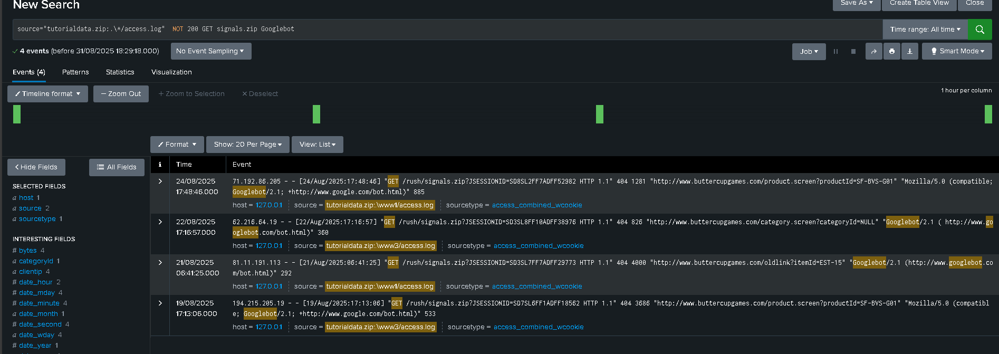 New Search
Save As ▾
Create Table View
Close
source="tutorialdata.zip:.\*/access.log"  NOT 200 GET signals.zip Googlebot
Time range: All time ▾
✓ 4 events (before 31/08/2025 18:29:18.000)
No Event Sampling ▾
Job ▾
Smart Mode ▾
Events (4)
Patterns
Statistics
Visualization
Timeline format ▾
— Zoom Out
+ Zoom to Selection
× Deselect
1 hour per column
Format ▾
Show: 20 Per Page ▾
View: List ▾
< Hide Fields
All Fields
SELECTED FIELDS
a host 1
a source 2
a sourcetype 1
INTERESTING FIELDS
# bytes 4
a categoryId 1
a clientip 4
# date_hour 2
# date_mday 4
# date_minute 4
a date_month 1
# date_second 4
a date_wday 4
# date_year 1
i
Time
Event
24/08/2025
17:48:46.000
71.192.86.205 - - [24/Aug/2025:17:48:46] "GET /rush/signals.zip?JSESSIONID=SD8SL2FF7ADFF52982 HTTP 1.1" 404 1281 "http://www.buttercupgames.com/product.screen?productId=SF-BVS-G01" "Mozilla/5.0 (compatible;
Googlebot/2.1; +http://www.google.com/bot.html)" 885
host = 127.0.0.1
source = tutorialdata.zip:.\www1/access.log
sourcetype = access_combined_wcookie
22/08/2025
17:16:57.000
62.216.64.19 - - [22/Aug/2025:17:16:57] "GET /rush/signals.zip?JSESSIONID=SD3SL8FF10ADFF38976 HTTP 1.1" 404 826 "http://www.buttercupgames.com/category.screen?categoryId=NULL" "Googlebot/2.1 ( http://www.go
oglebot.com/bot.html)" 360
host = 127.0.0.1
source = tutorialdata.zip:.\www3/access.log
sourcetype = access_combined_wcookie
21/08/2025
06:41:25.000
81.11.191.113 - - [21/Aug/2025:06:41:25] "GET /rush/signals.zip?JSESSIONID=SD3SL7FF7ADFF29773 HTTP 1.1" 404 4000 "http://www.buttercupgames.com/oldlink?itemId=EST-15" "Googlebot/2.1 (http://www.googlebot.co
m/bot.html)" 292
host = 127.0.0.1
source = tutorialdata.zip:.\www1/access.log
sourcetype = access_combined_wcookie
19/08/2025
17:13:06.000
194.215.205.19 - - [19/Aug/2025:17:13:06] "GET /rush/signals.zip?JSESSIONID=SD7SL6FF1ADFF18562 HTTP 1.1" 404 3686 "http://www.buttercupgames.com/product.screen?productId=SF-BVS-G01" "Mozilla/5.0 (compatibl
e; Googlebot/2.1; +http://www.google.com/bot.html)" 533
host = 127.0.0.1
source = tutorialdata.zip:.\www3/access.log
sourcetype = access_combined_wcookie